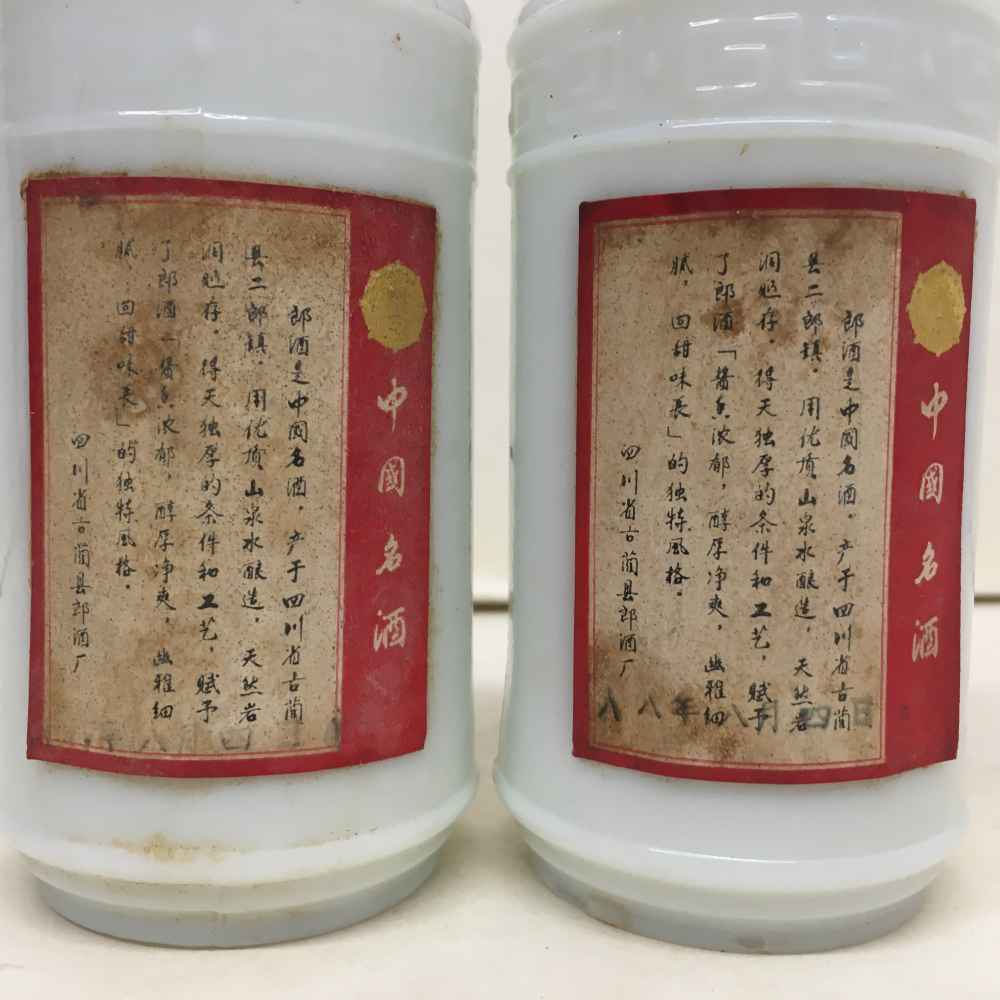 中國名酒
郎酒是中国名酒，产于四川省古蔺
县二郎镇。用优质山泉水酿造，天然岩
洞贮存。得天独厚的条件和工艺，赋予
了郎酒「酱香浓郁，醇厚净爽，幽雅细
腻，回甜味长」的独特风格。
四川省古蔺县郎酒厂
中國名酒
郎酒是中国名酒，产于四川省古蔺
县二郎镇。用优质山泉水酿造，天然岩
洞贮存。得天独厚的条件和工艺，赋予
了郎酒「酱香浓郁，醇厚净爽，幽雅细
腻，回甜味长」的独特风格。
四川省古蔺县郎酒厂
八八年八月四日